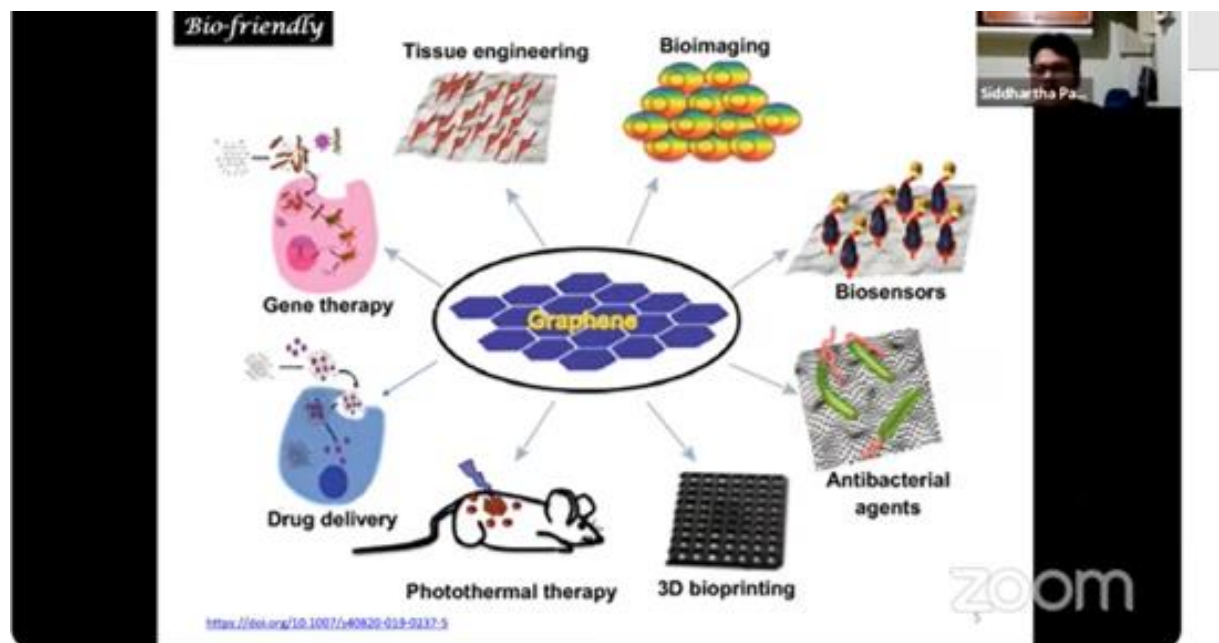 Bio-friendly
Tissue engineering
Bioimaging
Siddhartha Pa...
Gene therapy
Graphene
Biosensors
Drug delivery
Antibacterial
agents
Photothermal therapy
3D bioprinting
https://doi.org/10.1007/s40820-019-0237-5
zoom
5